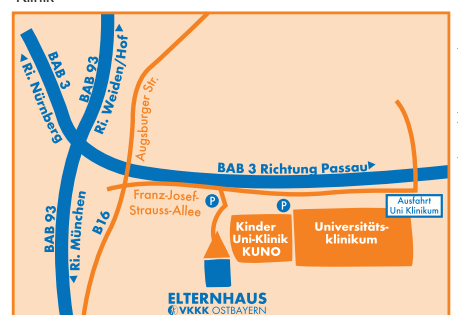 BAB 3
Ri. Nürnberg
BAB 93
Ri. Weiden/Hof
Augsburger Str.
BAB 3 Richtung Passau
Franz-Josef-
Strauss-Allee
P
P
Ausfahrt
Uni Klinikum
Kinder
Uni-Klinik
KUNO
Universitäts-
klinikum
BAB 93
Ri. München
B16
ELTERNHAUS
VKKK OSTBAYERN